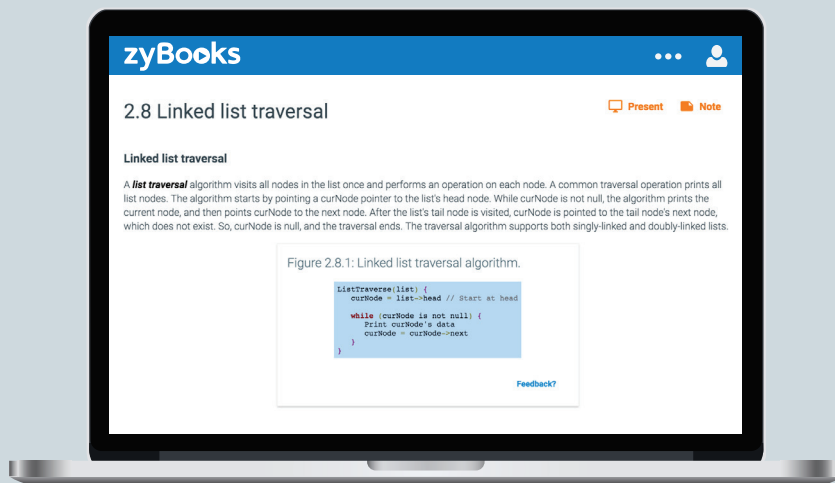 zyBooks
2.8 Linked list traversal
Present
Note
Linked list traversal
A list traversal algorithm visits all nodes in the list once and performs an operation on each node. A common traversal operation prints all
list nodes. The algorithm starts by pointing a curNode pointer to the list's head node. While curNode is not null, the algorithm prints the
current node, and then points curNode to the next node. After the list's tail node is visited, curNode is pointed to the tail node's next node,
which does not exist. So, curNode is null, and the traversal ends. The traversal algorithm supports both singly-linked and doubly-linked lists.
Figure 2.8.1: Linked list traversal algorithm.
ListTraverse(list) {
   curNode = list->head // Start at head

   while (curNode is not null) {
      Print curNode's data
      curNode = curNode->next
   }
}
Feedback?